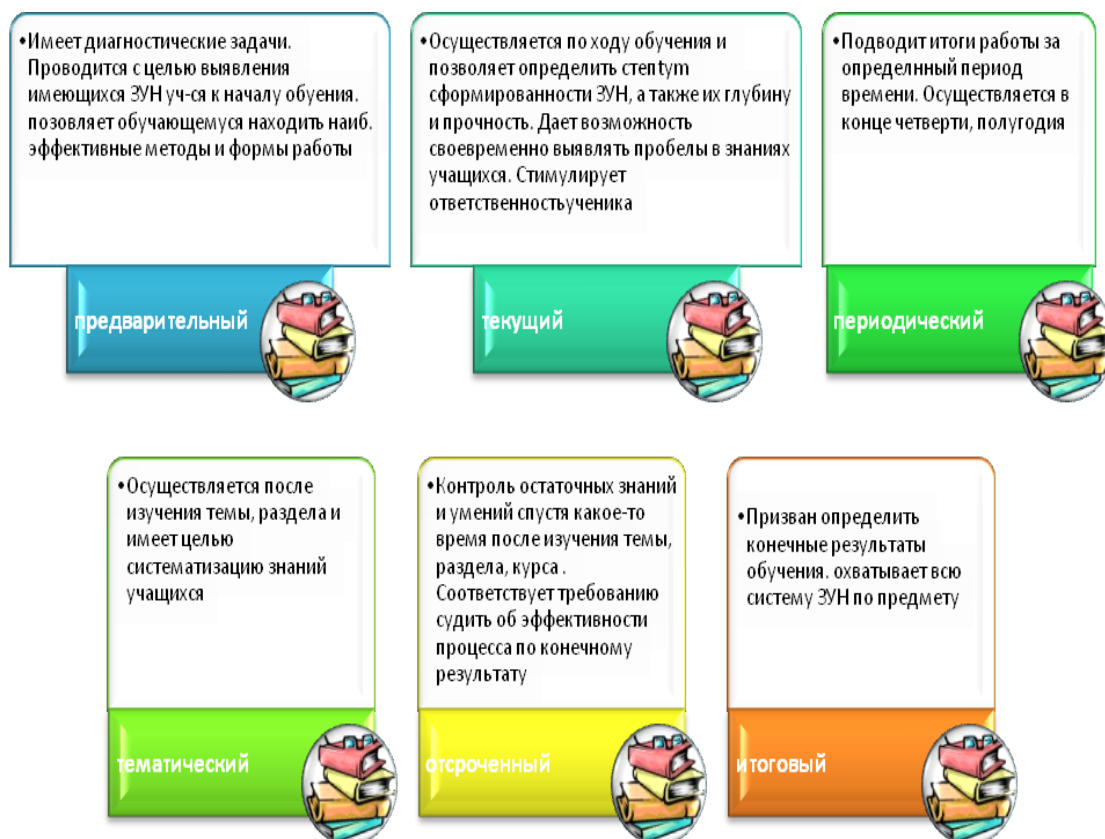 •Имеет диагностические задачи.
Проводится с целью выявления
имеющихся ЗУН уч-ся к началу обуения.
позовляет обучающемуся находить наиб.
эффективные методы и формы работы
предварительный
•Осуществляется по ходу обучения и
позволяет определить степtym
сформированности ЗУН, а также их глубину
и прочность. Дает возможность
своевременно выявлять пробелы в знаниях
учащихся. Стимулирует
ответственностьученика
текущий
•Подводит итоги работы за
определнный период
времени. Осуществляется в
конце четверти, полугодия
периодический
•Осуществляется после
изучения темы, раздела и
имеет целью
систематизацию знаний
учащихся
тематический
•Контроль остаточных знаний
и умений спустя какое-то
время после изучения темы,
раздела, курса .
Соответствует требованию
судить об эффективности
процесса по конечному
результату
отсроченный
•Призван определить
конечные результаты
обучения. охватывает всю
систему ЗУН по предмету
итоговый